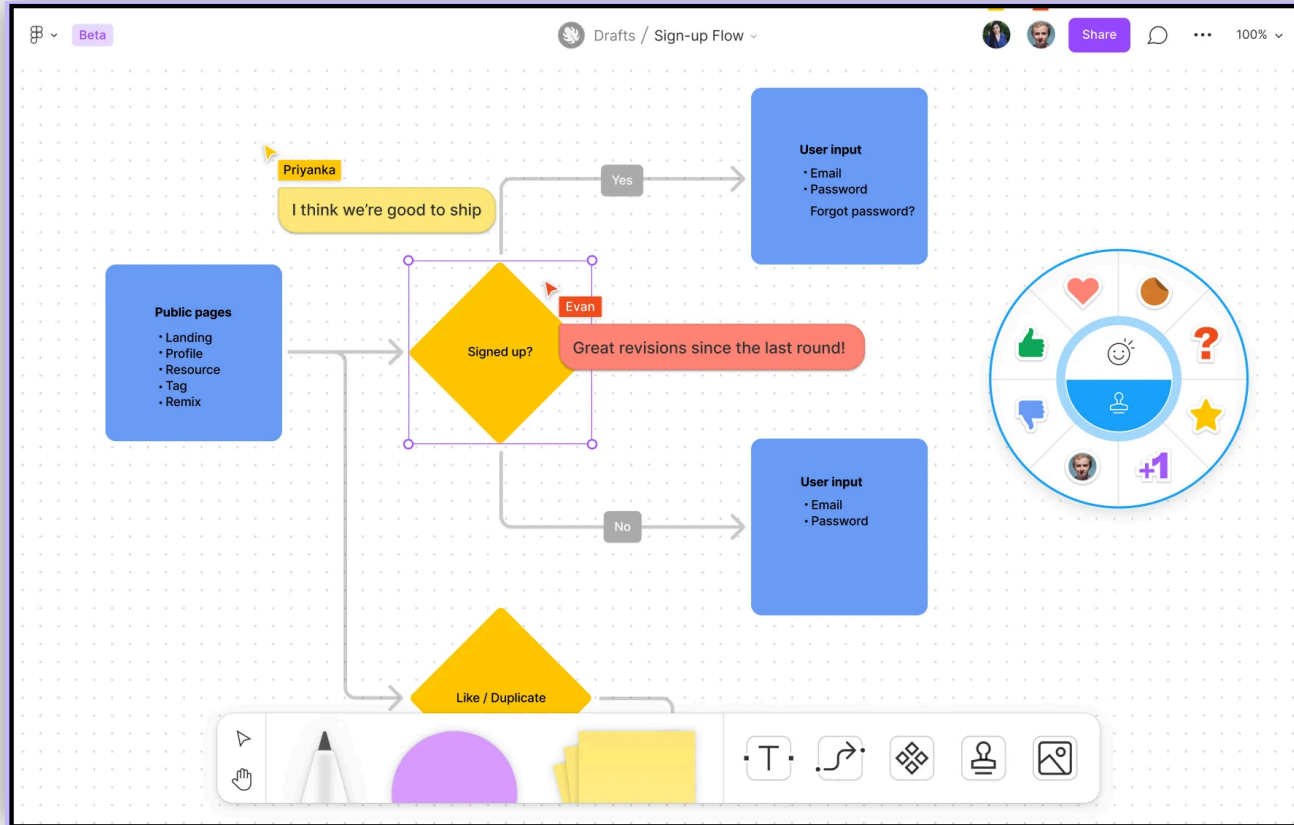 Beta
Drafts / Sign-up Flow
Share
100%
Priyanka
I think we're good to ship
Yes
User input
• Email
• Password
Forgot password?
Public pages
• Landing
• Profile
• Resource
• Tag
• Remix
Signed up?
Evan
Great revisions since the last round!
+1
No
User input
• Email
• Password
Like / Duplicate
T